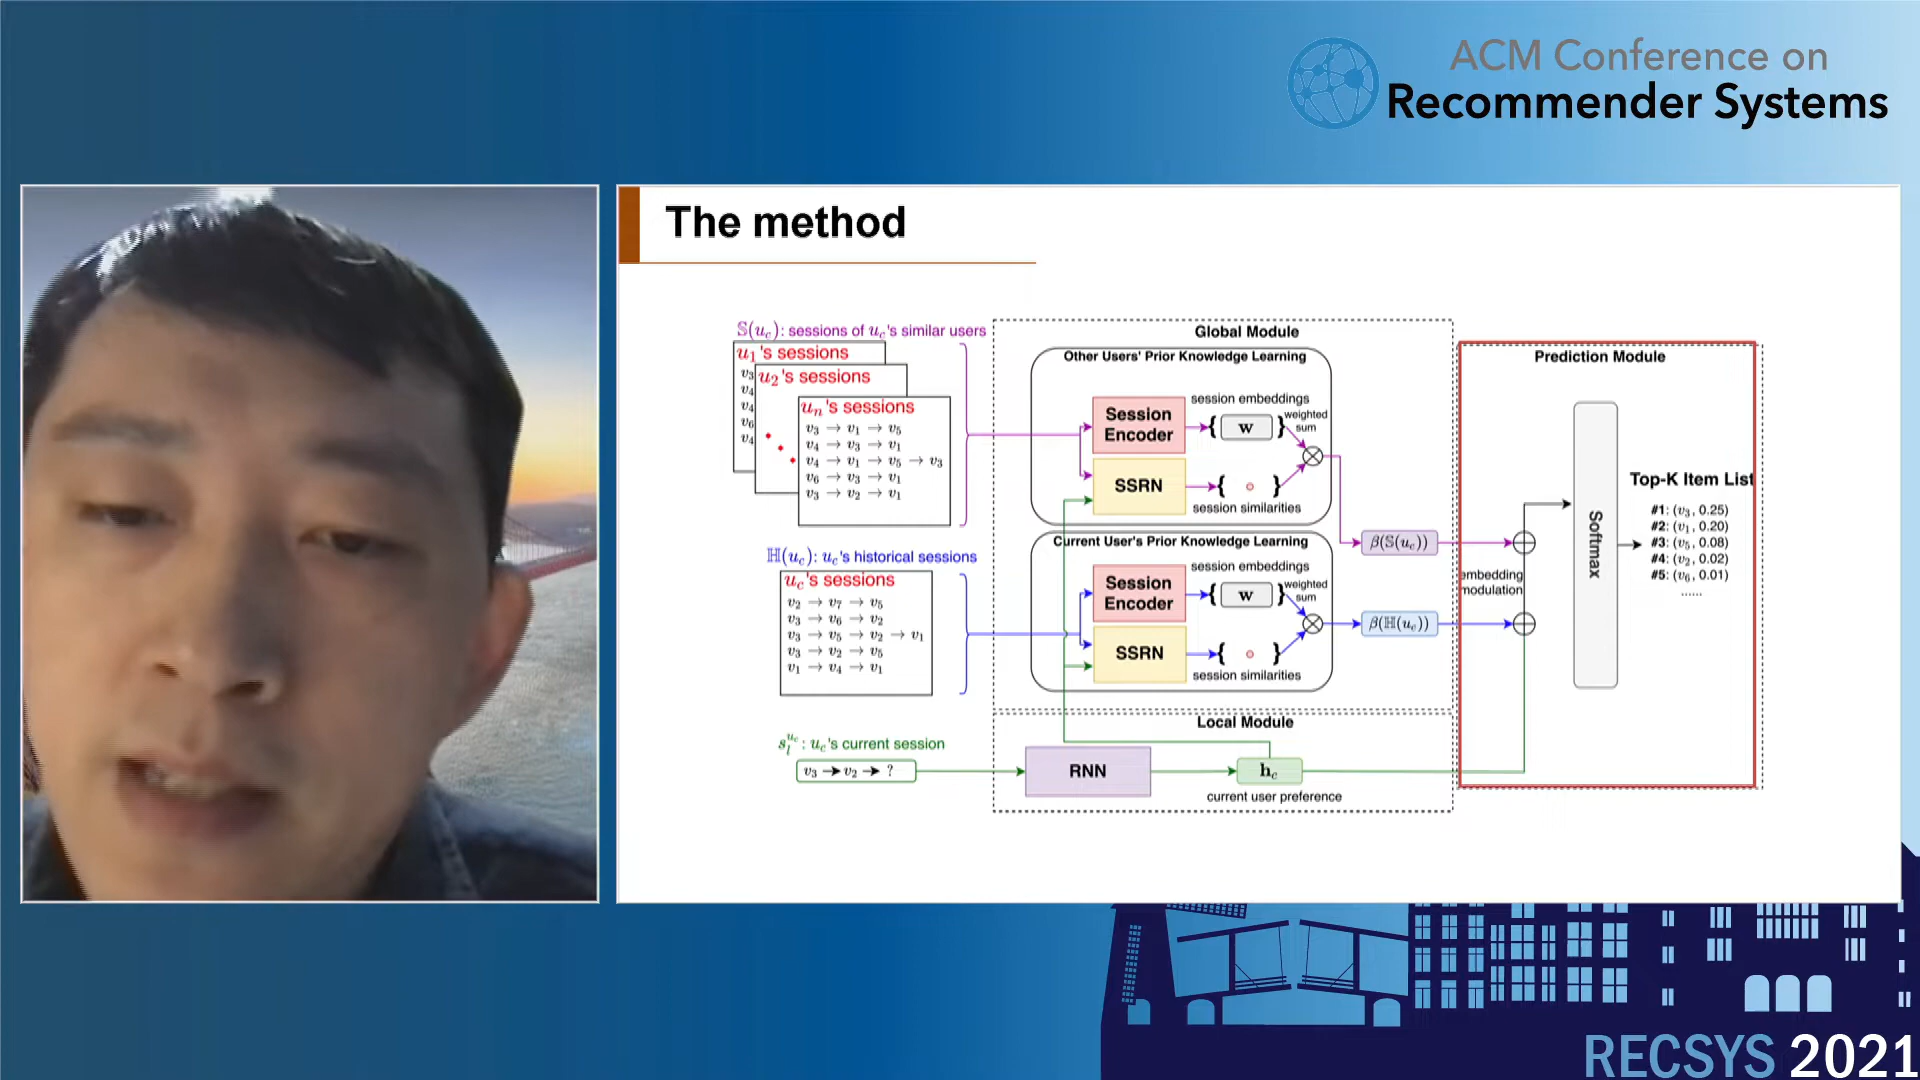 ACM Conference on
Recommender Systems
The method
𝕊(u_c): sessions of u_c's similar users
u_1's sessions
v_3
v_4
v_4
v_6
v_4
u_2's sessions
u_n's sessions
v_3 → v_1 → v_5
v_4 → v_3 → v_1
v_4 → v_1 → v_5 → v_3
v_6 → v_3 → v_1
v_3 → v_2 → v_1
ℍ(u_c): u_c's historical sessions
u_c's sessions
v_2 → v_7 → v_5
v_3 → v_6 → v_2
v_3 → v_5 → v_2 → v_1
v_3 → v_2 → v_5
v_1 → v_4 → v_1
s_l^{u_c}: u_c's current session
v_3 → v_2 → ?
Global Module
Other Users' Prior Knowledge Learning
Session
Encoder
session embeddings
{ w }
weighted
sum
SSRN
{ }
session similarities
Current User's Prior Knowledge Learning
Session
Encoder
session embeddings
{ w }
weighted
sum
SSRN
{ }
session similarities
Local Module
RNN
h_c
current user preference
β(𝕊(u_c))
β(ℍ(u_c))
Prediction Module
embedding
modulation
Softmax
Top-K Item List
#1: (v_3, 0.25)
#2: (v_1, 0.20)
#3: (v_5, 0.08)
#4: (v_2, 0.02)
#5: (v_6, 0.01)
......
RECSYS 2021